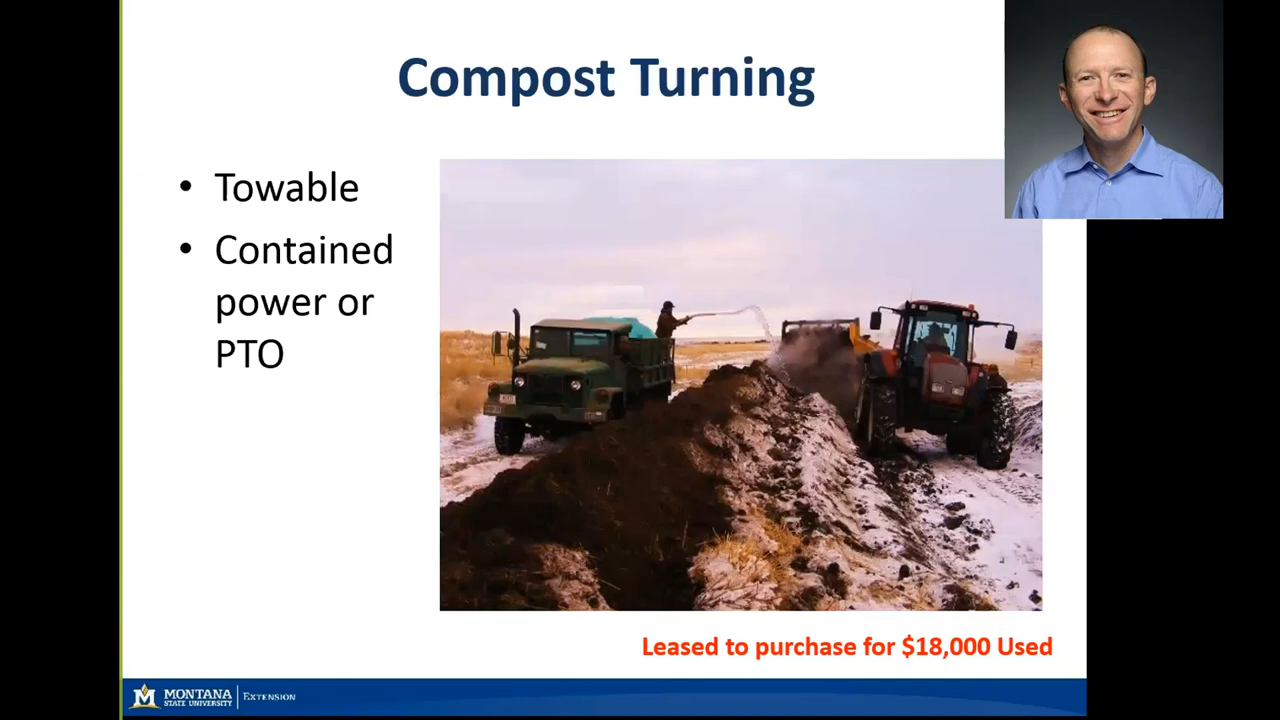 Compost Turning
• Towable
• Contained
power or
PTO
Leased to purchase for $18,000 Used
MONTANA
STATE UNIVERSITY
EXTENSION